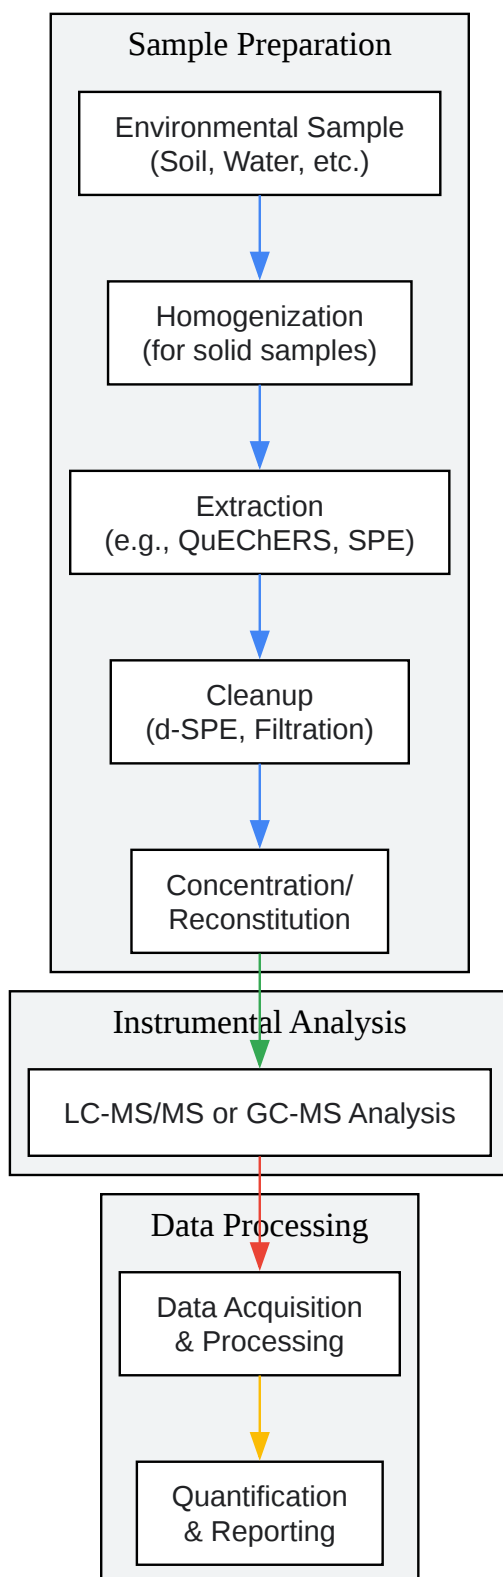 Sample Preparation
Environmental Sample
(Soil, Water, etc.)
Homogenization
(for solid samples)
Extraction
(e.g., QuEChERS, SPE)
Cleanup
(d-SPE, Filtration)
Concentration/
Reconstitution
Instrumental Analysis
LC-MS/MS or GC-MS Analysis
Data Processing
Data Acquisition
& Processing
Quantification
& Reporting